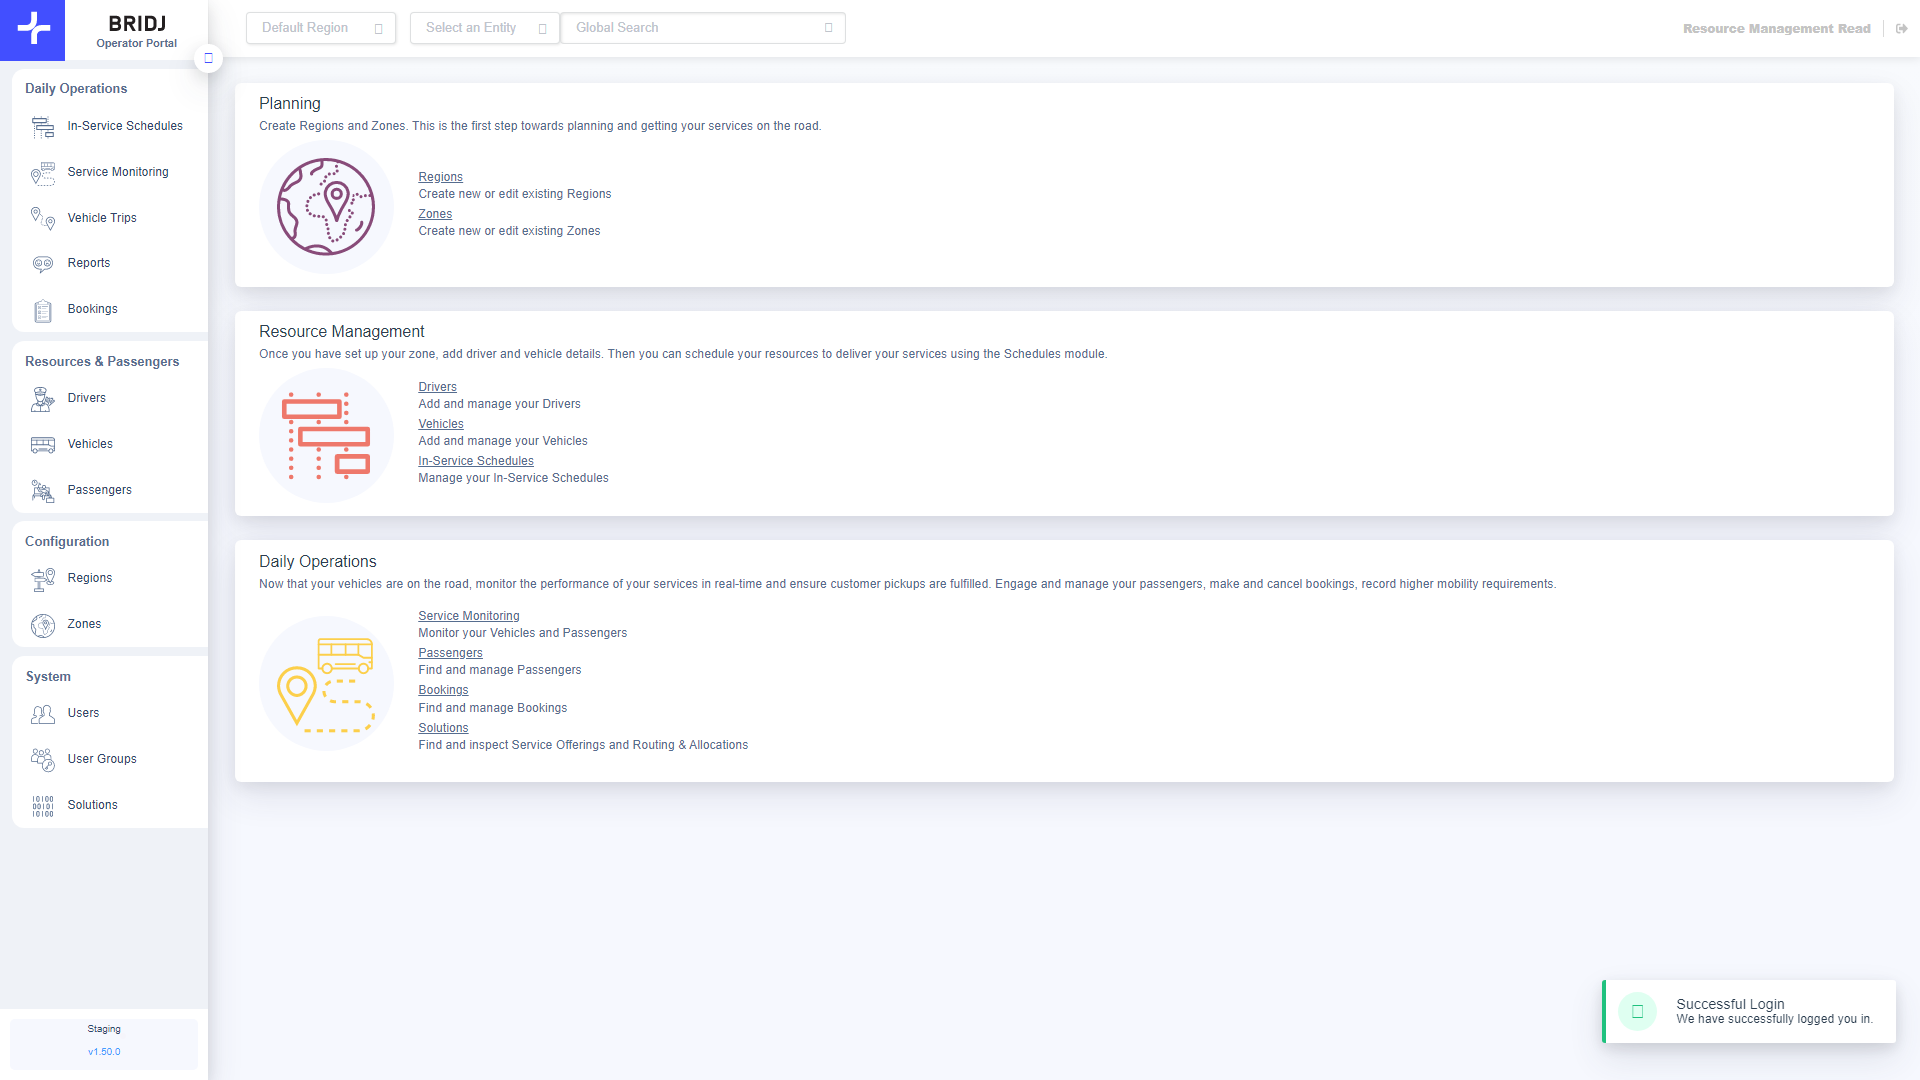 BRIDJ
Operator Portal
Default Region
Select an Entity
Global Search
Resource Management Read
Daily Operations
In-Service Schedules
Service Monitoring
Vehicle Trips
Reports
Bookings
Resources & Passengers
Drivers
Vehicles
Passengers
Configuration
Regions
Zones
System
Users
User Groups
10100
00101
10100
Solutions
Staging
v1.50.0
Planning
Create Regions and Zones. This is the first step towards planning and getting your services on the road.
Regions
Create new or edit existing Regions
Zones
Create new or edit existing Zones
Resource Management
Once you have set up your zone, add driver and vehicle details. Then you can schedule your resources to deliver your services using the Schedules module.
Drivers
Add and manage your Drivers
Vehicles
Add and manage your Vehicles
In-Service Schedules
Manage your In-Service Schedules
Daily Operations
Now that your vehicles are on the road, monitor the performance of your services in real-time and ensure customer pickups are fulfilled. Engage and manage your passengers, make and cancel bookings, record higher mobility requirements.
Service Monitoring
Monitor your Vehicles and Passengers
Passengers
Find and manage Passengers
Bookings
Find and manage Bookings
Solutions
Find and inspect Service Offerings and Routing & Allocations
Successful Login
We have successfully logged you in.